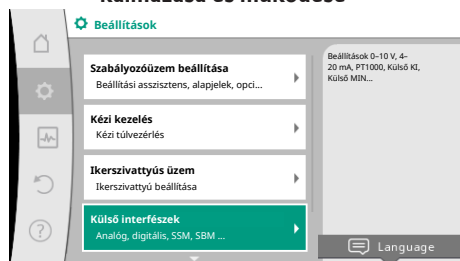 Beállítások
Szabályozóüzem beállítása
Beállítási asszisztens, alapjelek, opci...
Kézi kezelés
Kézi túlvezérlés
Ikerszivattyús üzem
Ikerszivattyú beállítása
Külső interfészek
Analóg, digitális, SSM, SBM ...
Beállítások 0–10 V, 4–
20 mA, PT1000, Külső KI,
Külső MIN...
Language